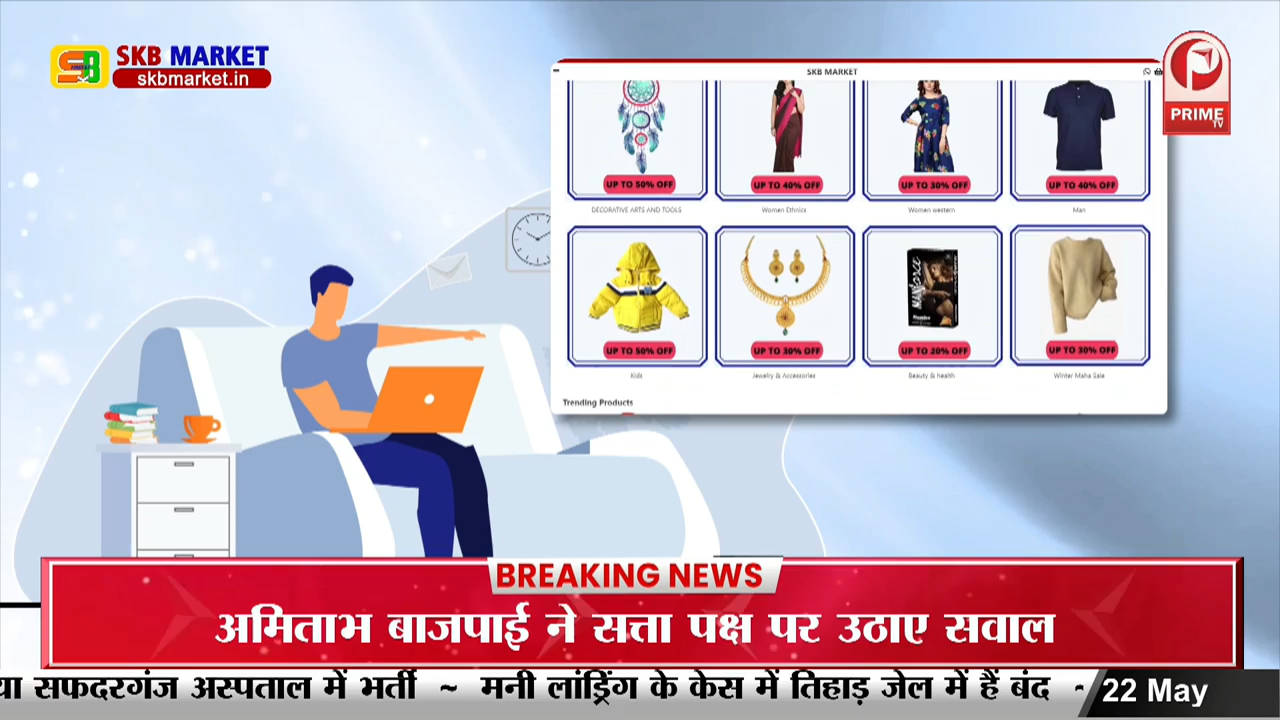 SKB MARKET
skbmarket.in
SKB MARKET
PRIME
TV
UP TO 50% OFF
UP TO 40% OFF
UP TO 30% OFF
UP TO 40% OFF
DECORATIVE ARTS AND TOOLS
Women Ethnics
Women western
Man
MANFORCE
UP TO 50% OFF
UP TO 30% OFF
UP TO 20% OFF
UP TO 30% OFF
Kids
Jewelry & Accessories
Beauty & health
Winter Maha Sale
Trending Products
BREAKING NEWS
अमिताभ बाजपाई ने सत्ता पक्ष पर उठाए सवाल
या सफदरगंज अस्पताल में भर्ती ~ मनी लांड्रिंग के केस में तिहाड़ जेल में हैं बंद ~
22 May